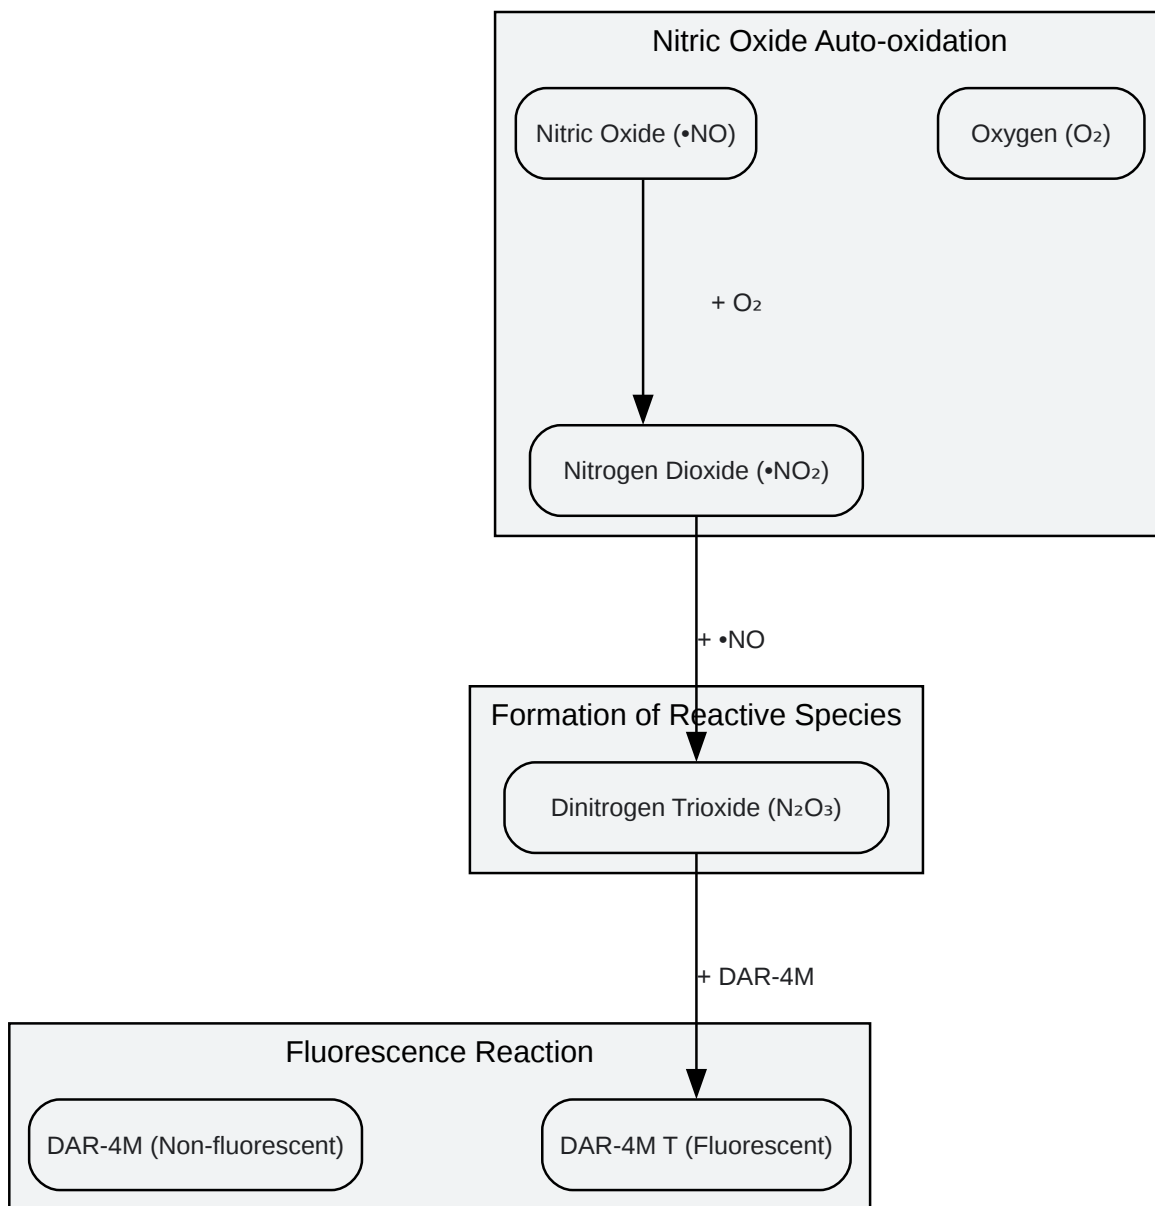 Nitric Oxide Auto-oxidation
Nitric Oxide (•NO)
Oxygen (O₂)
+ O₂
Nitrogen Dioxide (•NO₂)
+ •NO
Formation of Reactive Species
Dinitrogen Trioxide (N₂O₃)
+ DAR-4M
Fluorescence Reaction
DAR-4M (Non-fluorescent)
DAR-4M T (Fluorescent)